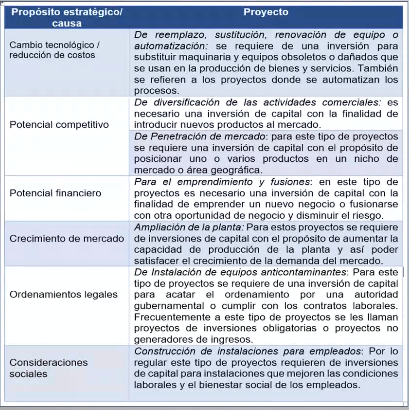 Propósito estratégico/
causa
Proyecto
Cambio tecnológico /
reducción de costos
De reemplazo, sustitución, renovación de equipo o
automatización: se requiere de una inversión para
substituir maquinaria y equipos obsoletos o dañados que
se usan en la producción de bienes y servicios. También
se refieren a los proyectos donde se automatizan los
procesos.
Potencial competitivo
De diversificación de las actividades comerciales: es
necesario una inversión de capital con la finalidad de
introducir nuevos productos al mercado.
De Penetración de mercado: para este tipo de proyectos
se requiere una inversión de capital con el propósito de
posicionar uno o varios productos en un nicho de
mercado o área geográfica.
Potencial financiero
Para el emprendimiento y fusiones: en este tipo de
proyectos es necesario una inversión de capital con la
finalidad de emprender un nuevo negocio o fusionarse
con otra oportunidad de negocio y disminuir el riesgo.
Crecimiento de mercado
Ampliación de la planta: Para estos proyectos se requiere
de inversiones de capital con el propósito de aumentar la
capacidad de producción de la planta y así poder
satisfacer el crecimiento de la demanda del mercado.
Ordenamientos legales
De Instalación de equipos anticontaminantes: Para este
tipo de proyectos se requiere de una inversión de capital
para acatar el ordenamiento por una autoridad
gubernamental o cumplir con los contratos laborales.
Frecuentemente a este tipo de proyectos se les llaman
proyectos de inversiones obligatorias o proyectos no
generadores de ingresos.
Consideraciones
sociales
Construcción de instalaciones para empleados: Por lo
regular este tipo de proyectos requieren de inversiones
de capital para instalaciones que mejoren las condiciones
laborales y el bienestar social de los empleados.